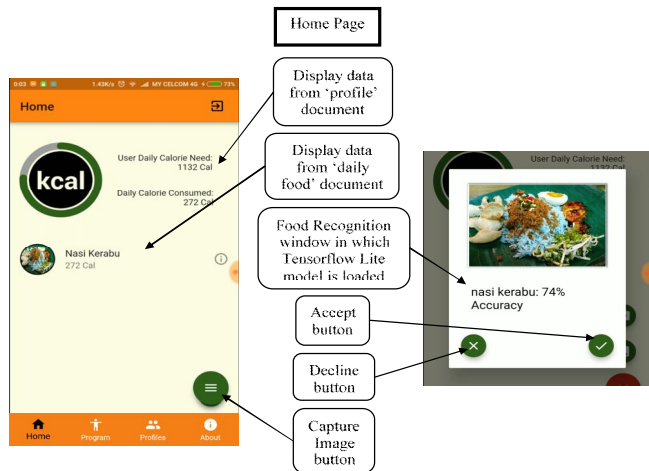 Home Page
0:03
1.43K/s
MY CELCOM 4G
73%
Home
kcal
User Daily Calorie Need:
1132 Cal
Daily Calorie Consumed:
272 Cal
Nasi Kerabu
272 Cal
Home
Program
Profiles
About
Display data
from ‘profile’
document
Display data
from ‘daily
food’ document
Food Recognition
window in which
Tensorflow Lite
model is loaded
Accept
button
Decline
button
Capture
Image
button
User Daily Calorie Need:
1132 Cal
nasi kerabu: 74%
Accuracy